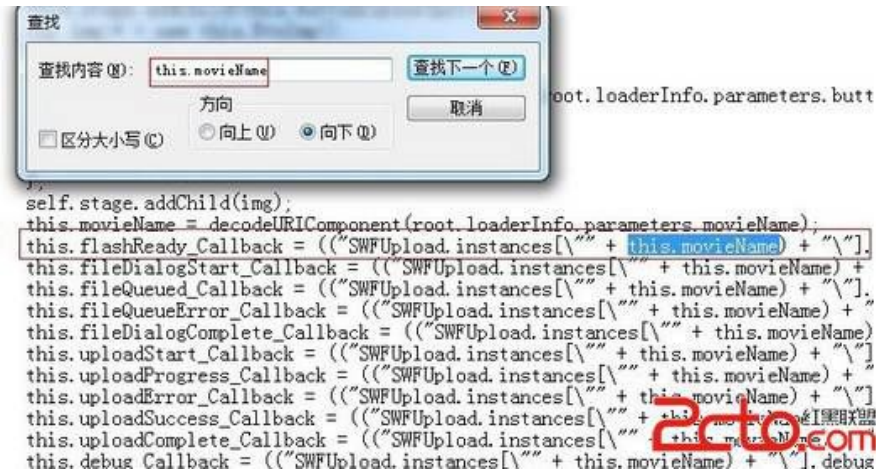 查找
查找内容(N): this.movieName
查找下一个(F)
方向
取消
区分大小写(C)
向上(U)
向下(D)
oot.loaderInfo.parameters.butt
};
self.stage.addChild(img);
this.movieName = decodeURIComponent(root.loaderInfo.parameters.movieName);
this.flashReady_Callback = (("SWFUpload.instances[\"" + this.movieName) + "\"].
this.fileDialogStart_Callback = (("SWFUpload.instances[\"" + this.movieName) +
this.fileQueued_Callback = (("SWFUpload.instances[\"" + this.movieName) + "\"].
this.fileQueueError_Callback = (("SWFUpload.instances[\"" + this.movieName) + "
this.fileDialogComplete_Callback = (("SWFUpload.instances[\"" + this.movieName)
this.uploadStart_Callback = (("SWFUpload.instances[\"" + this.movieName) + "\"]
this.uploadProgress_Callback = (("SWFUpload.instances[\"" + this.movieName) + "
this.uploadError_Callback = (("SWFUpload.instances[\"" + this.movieName) + "\"]
this.uploadSuccess_Callback = (("SWFUpload.instances[\"" +
this.uploadComplete_Callback = (("SWFUpload.instances[\"" +
this.debug_Callback = (("SWFUpload.instances[\"" + this.movieName) + "\"].debug
2cto.com
红黑联盟